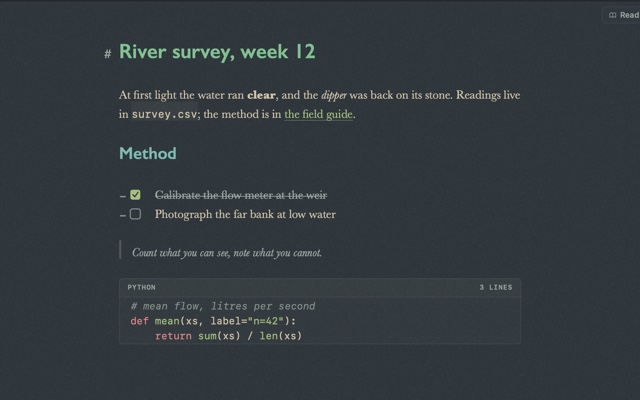 Read
# River survey, week 12
At first light the water ran clear, and the dipper was back on its stone. Readings live
in survey.csv; the method is in the field guide.
Method
– Calibrate the flow meter at the weir
– Photograph the far bank at low water
Count what you can see, note what you cannot.
PYTHON 3 LINES
# mean flow, litres per second
def mean(xs, label="n=42"):
    return sum(xs) / len(xs)